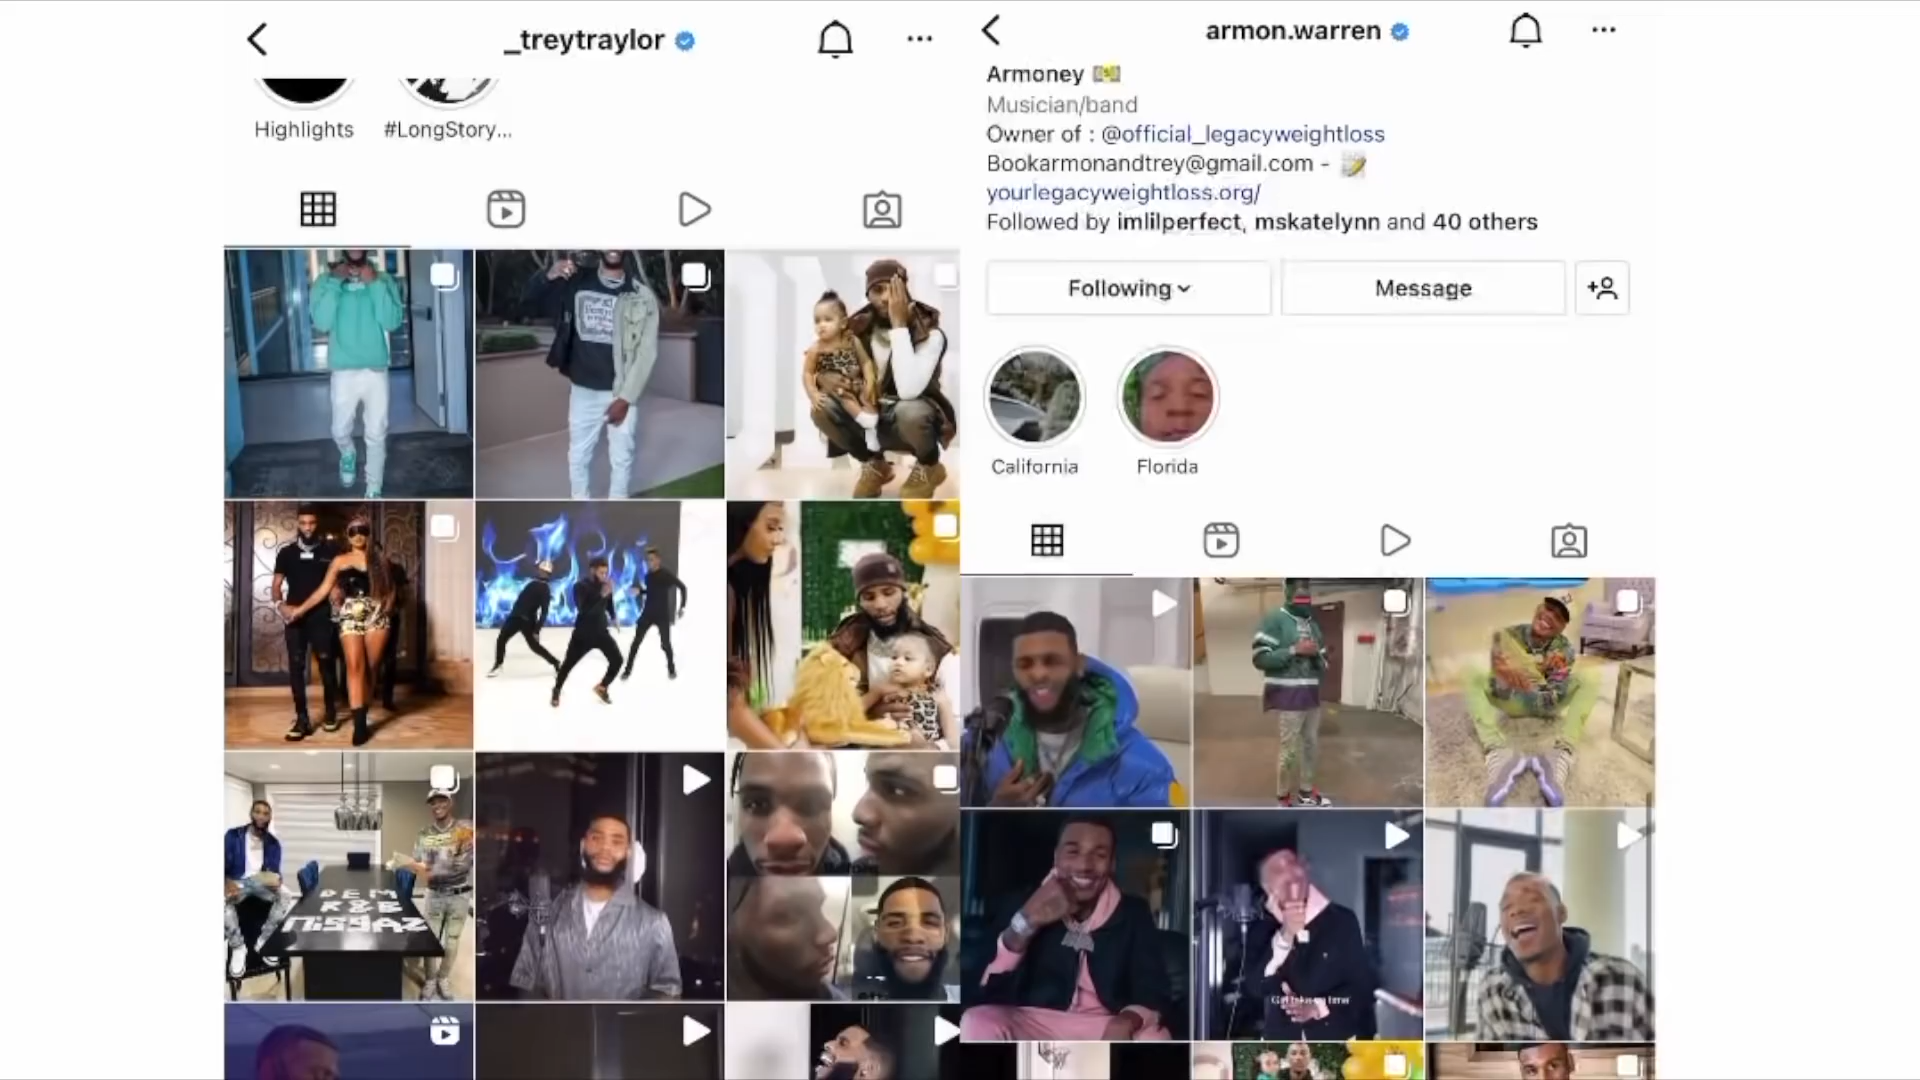 _treytraylor
Highlights
#LongStory...
DEM
R&B
armon.warren
Armoney
Musician/band
Owner of : @official_legacyweightloss
Bookarmonandtrey@gmail.com -
yourlegacyweightloss.org/
Followed by imlilperfect, mskatelynn and 40 others
Following
Message
California
Florida